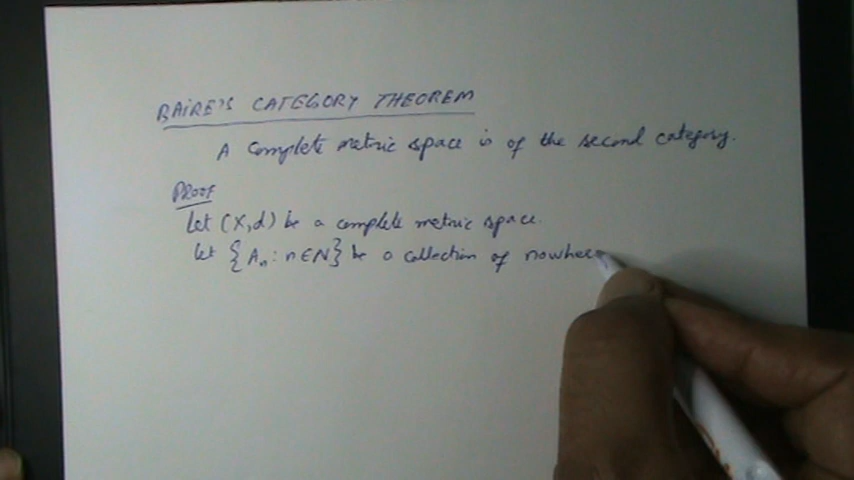 BAIRE'S CATEGORY THEOREM
A complete metric space is of the second category.
PROOF
Let (X,d) be a complete metric space.
Let {Aₙ : n∈N} be a collection of nowhere